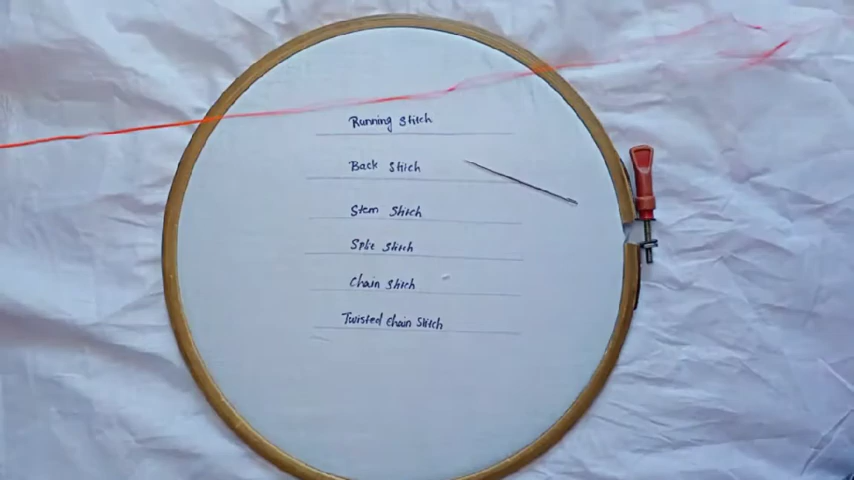 Running Stitch
Back Stitch
Stem Stitch
Split Stitch
Chain Stitch
Twisted Chain Stitch